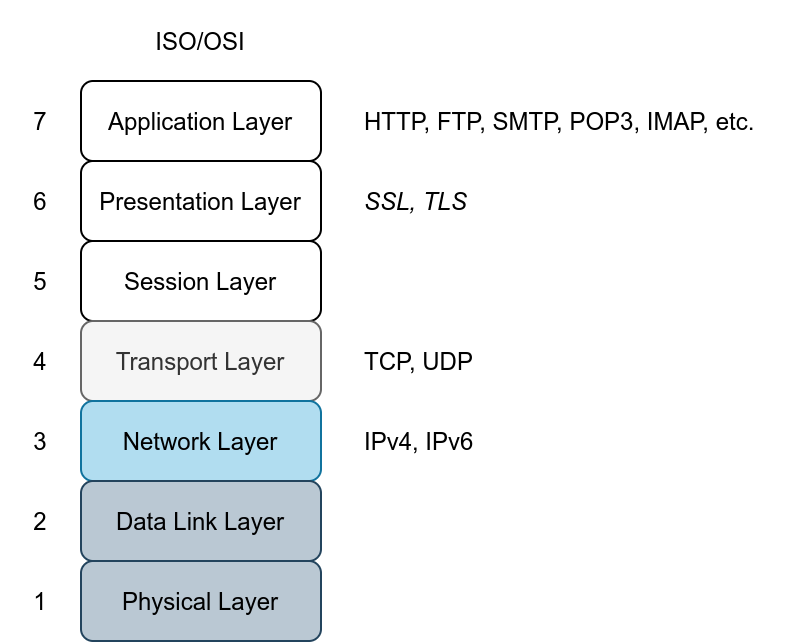 ISO/OSI
7 Application Layer HTTP, FTP, SMTP, POP3, IMAP, etc.
6 Presentation Layer SSL, TLS
5 Session Layer
4 Transport Layer TCP, UDP
3 Network Layer IPv4, IPv6
2 Data Link Layer
1 Physical Layer